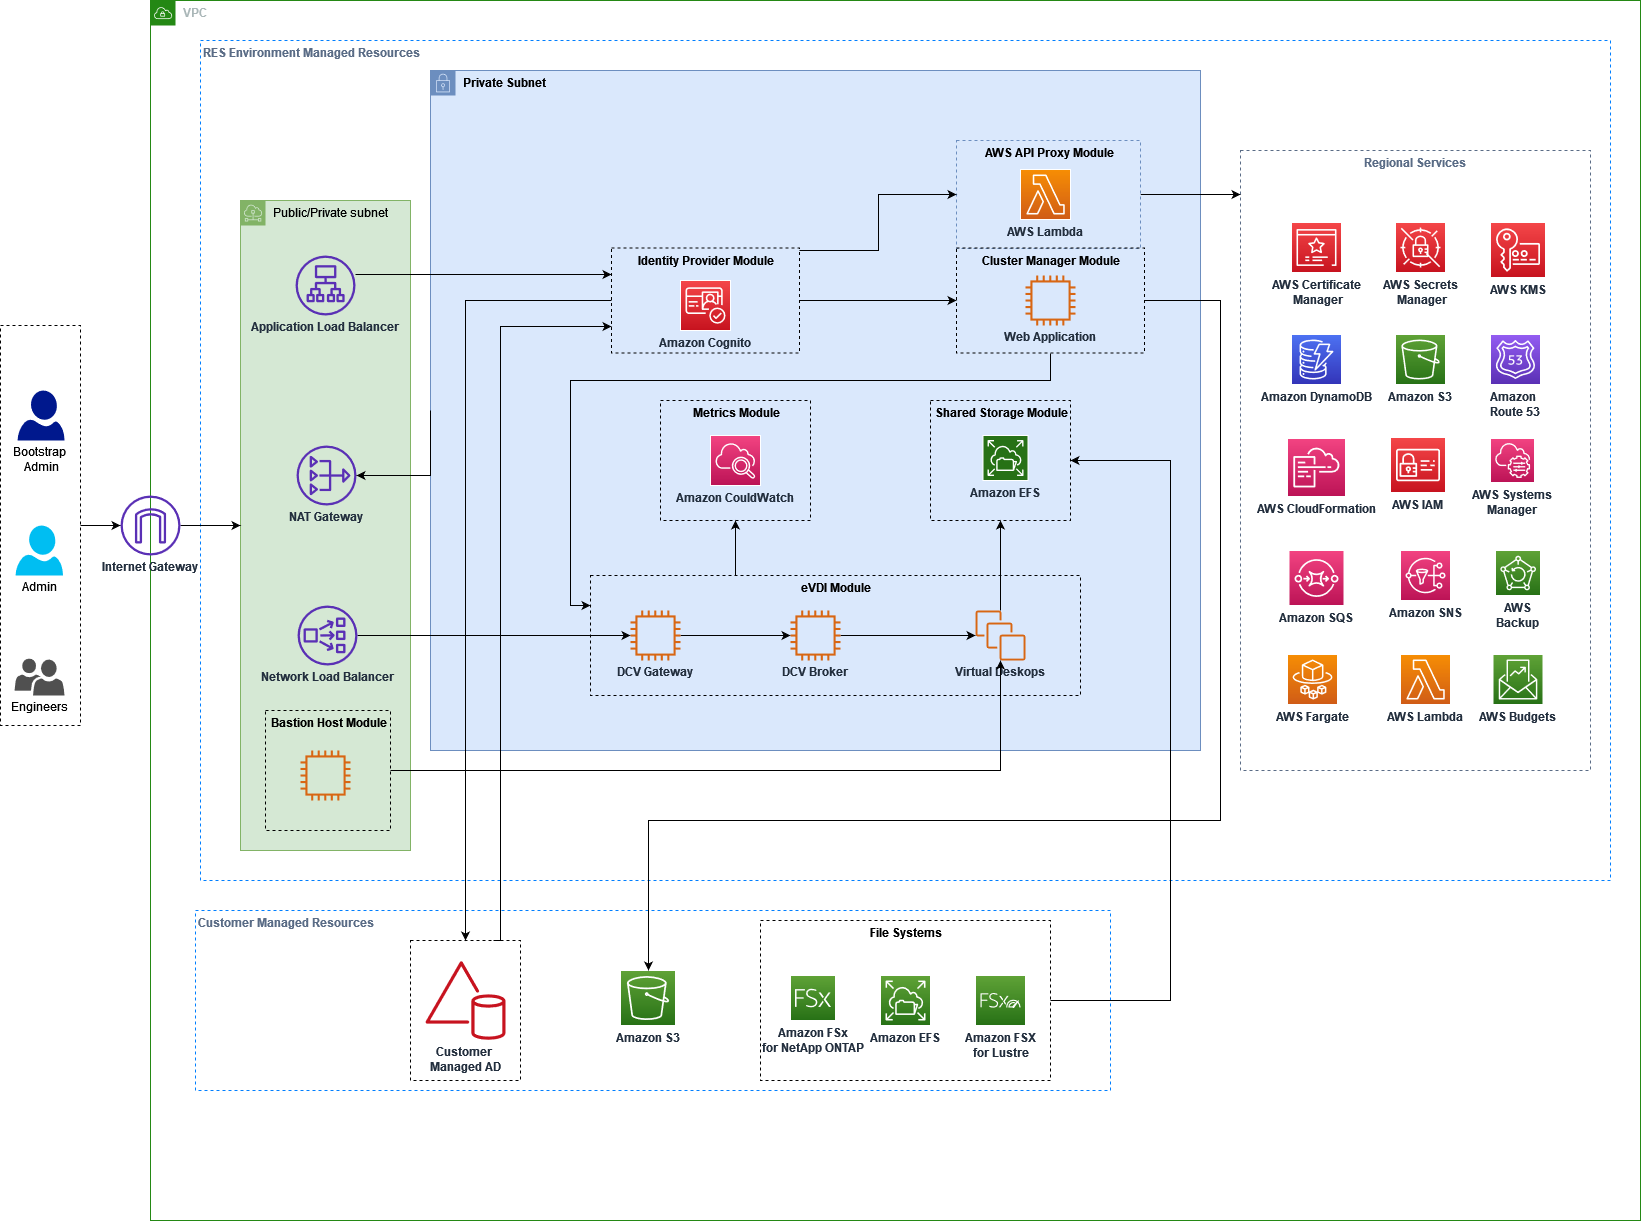 VPC
RES Environment Managed Resources
Private Subnet
AWS API Proxy Module
AWS Lambda
Regional Services
Public/Private subnet
Identity Provider Module
Amazon Cognito
Cluster Manager Module
Web Application
Application Load Balancer
AWS Certificate
Manager
AWS Secrets
Manager
AWS KMS
Amazon DynamoDB
Amazon S3
53
Amazon
Route 53
Metrics Module
Amazon CouldWatch
Shared Storage Module
Amazon EFS
Bootstrap
Admin
NAT Gateway
AWS CloudFormation
AWS IAM
AWS Systems
Manager
Internet Gateway
Admin
eVDI Module
DCV Gateway
DCV Broker
Virtual Deskops
Amazon SQS
Amazon SNS
AWS
Backup
Network Load Balancer
Engineers
Bastion Host Module
AWS Fargate
AWS Lambda
AWS Budgets
Customer Managed Resources
Customer
Managed AD
Amazon S3
File Systems
FSx
Amazon FSx
for NetApp ONTAP
Amazon EFS
FSx
Amazon FSX
for Lustre